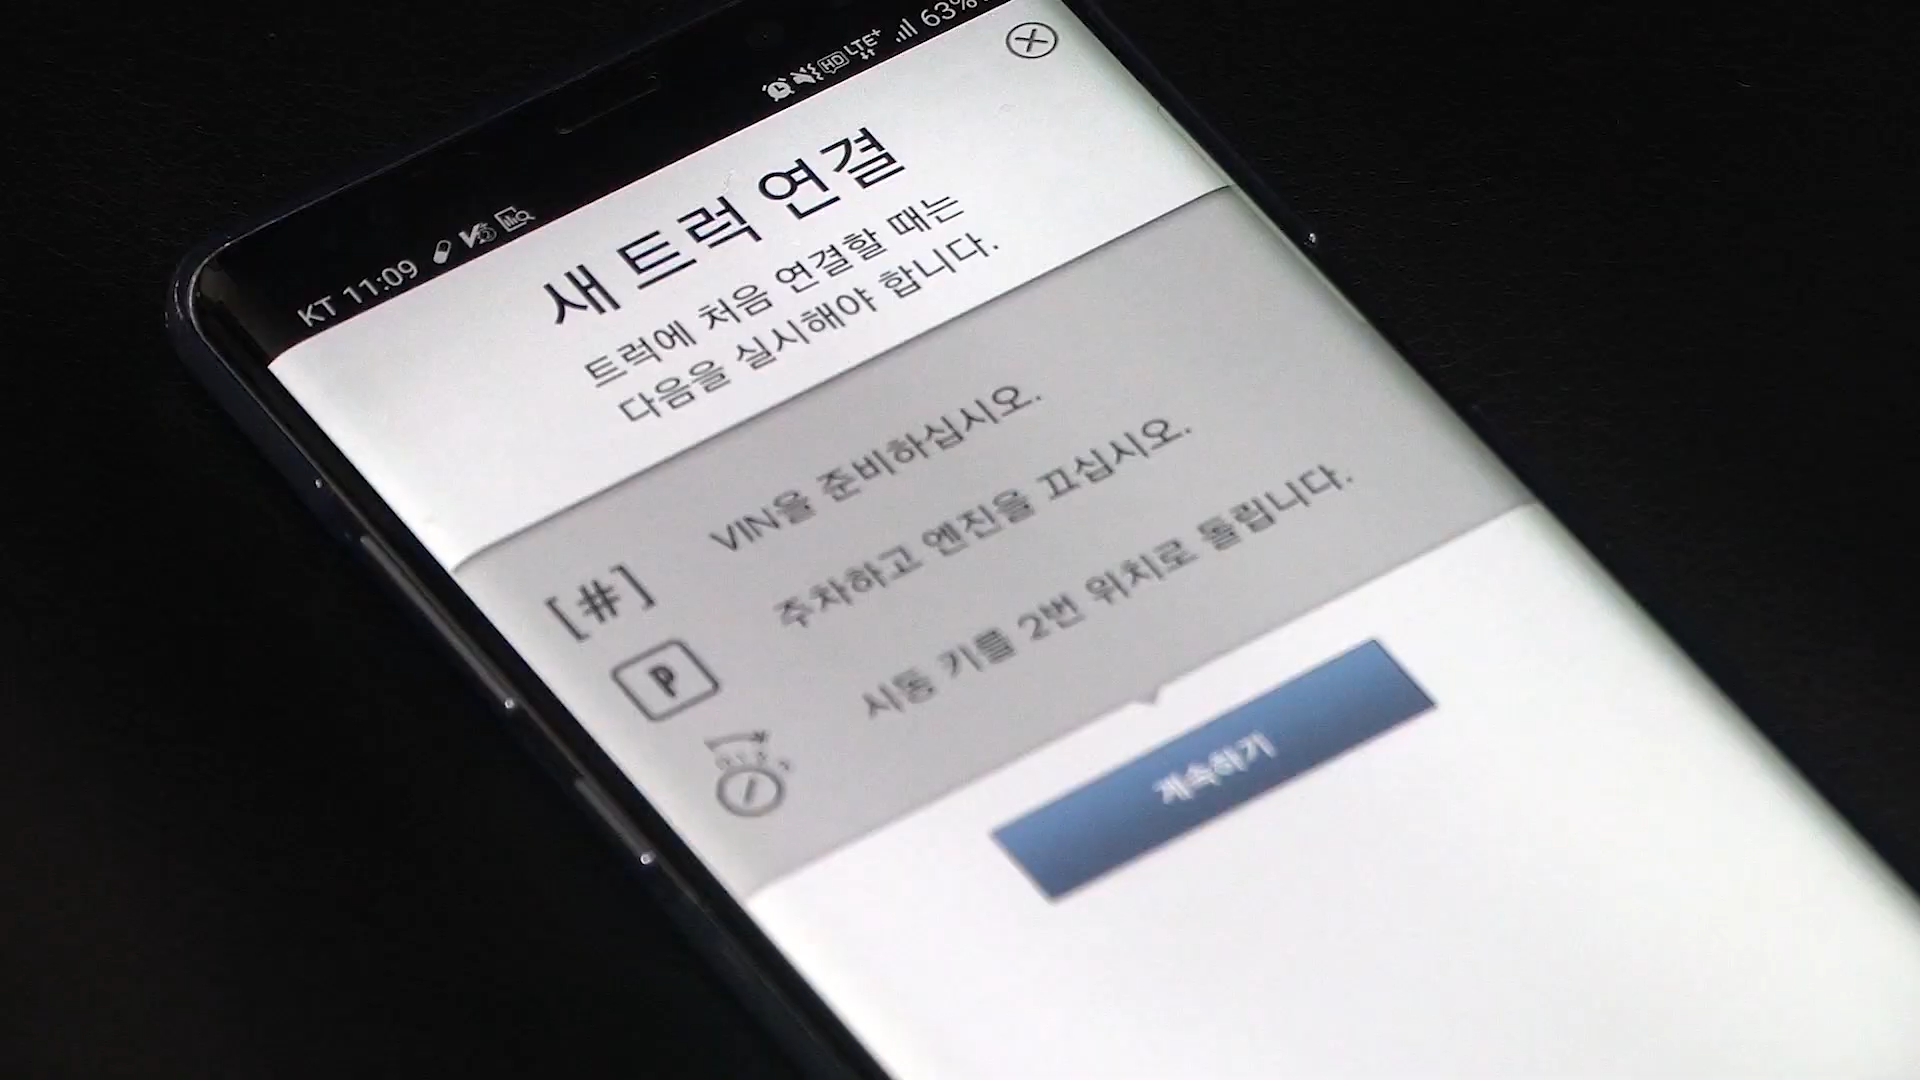 KT 11:09
HD LTE+ 63%
새 트럭 연결
트럭에 처음 연결할 때는
다음을 실시해야 합니다.
[#] VIN을 준비하십시오.
P 주차하고 엔진을 끄십시오.
시동 키를 2번 위치로 돌립니다.
계속하기